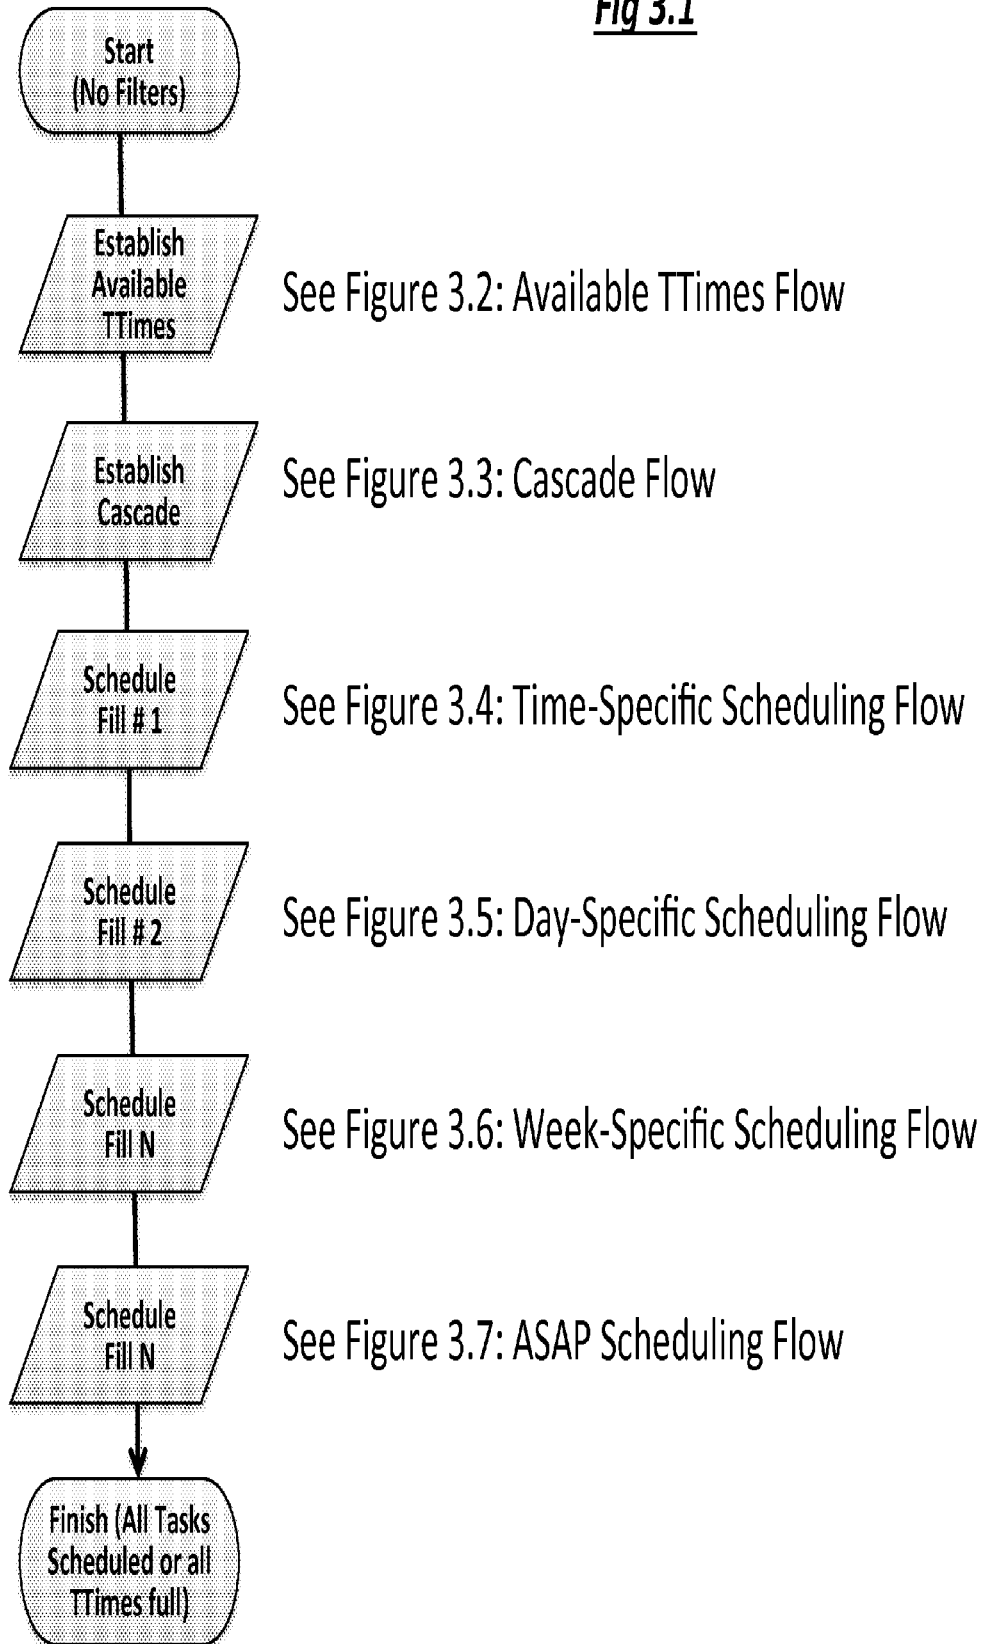 Fig 3.1
Start
(No Filters)
Establish
Available
TTimes
See Figure 3.2: Available TTimes Flow
Establish
Cascade
See Figure 3.3: Cascade Flow
Schedule
Fill # 1
See Figure 3.4: Time-Specific Scheduling Flow
Schedule
Fill # 2
See Figure 3.5: Day-Specific Scheduling Flow
Schedule
Fill N
See Figure 3.6: Week-Specific Scheduling Flow
Schedule
Fill N
See Figure 3.7: ASAP Scheduling Flow
Finish (All Tasks
Scheduled or all
TTimes full)